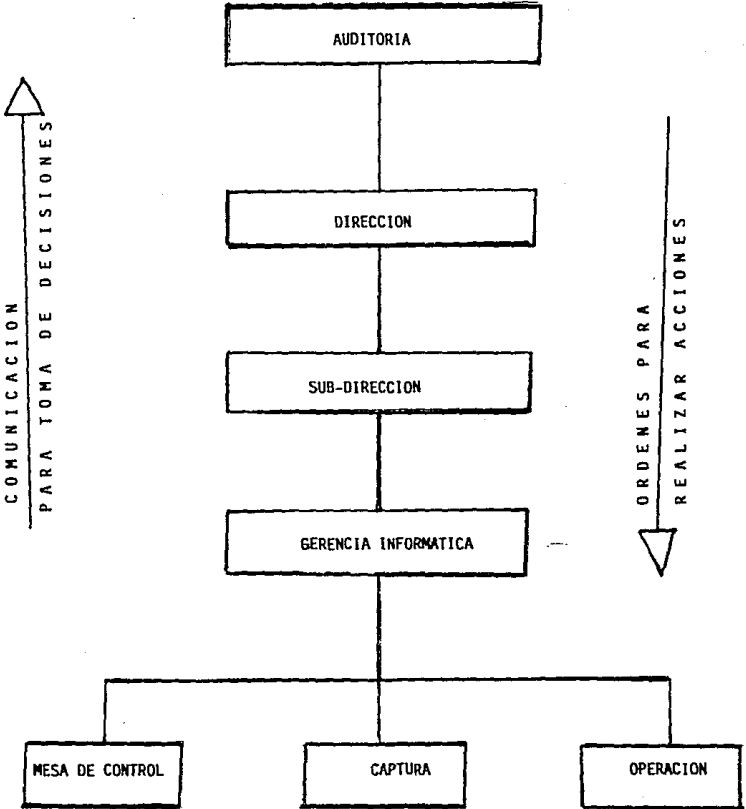 AUDITORIA
COMUNICACION
PARA TOMA DE DECISIONES
DIRECCION
SUB-DIRECCION
ORDENES PARA
REALIZAR ACCIONES
GERENCIA INFORMATICA
MESA DE CONTROL
CAPTURA
OPERACION